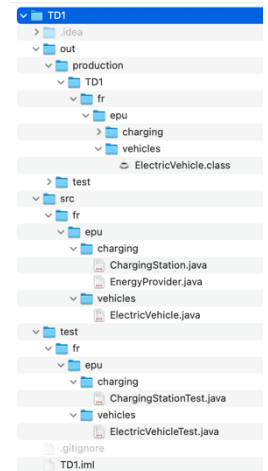 TD1
.idea
out
production
TD1
fr
epu
charging
vehicles
ElectricVehicle.class
test
src
fr
epu
charging
ChargingStation.java
EnergyProvider.java
vehicles
ElectricVehicle.java
test
fr
epu
charging
ChargingStationTest.java
vehicles
ElectricVehicleTest.java
.gitignore
TD1.iml